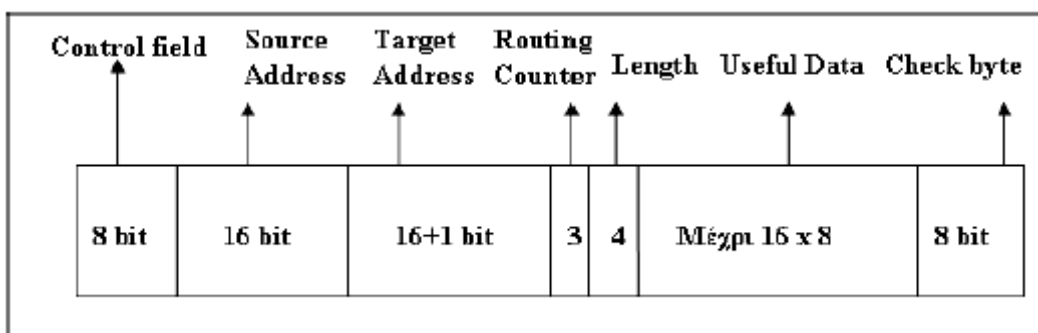 Control field
Source Address
Target Address
Routing Counter
Length
Useful Data
Check byte
8 bit
16 bit
16+1 bit
3
4
Μέχρι 16 x 8
8 bit